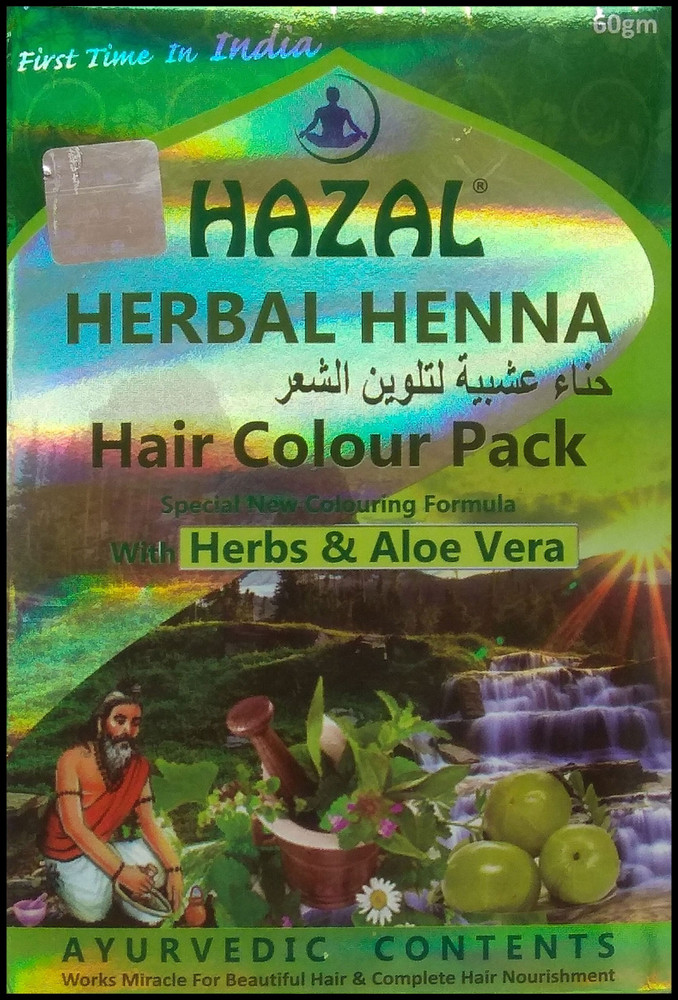 First Time In India
60gm
HAZAL®
HERBAL HENNA
حناء عشبية لتلوين الشعر
Hair Colour Pack
Special New Colouring Formula
With Herbs & Aloe Vera
AYURVEDIC CONTENTS
Works Miracle For Beautiful Hair & Complete Hair Nourishment